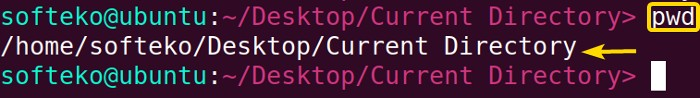 softeko@ubuntu:~/Desktop/Current Directory> pwd
/home/softeko/Desktop/Current Directory
softeko@ubuntu:~/Desktop/Current Directory>